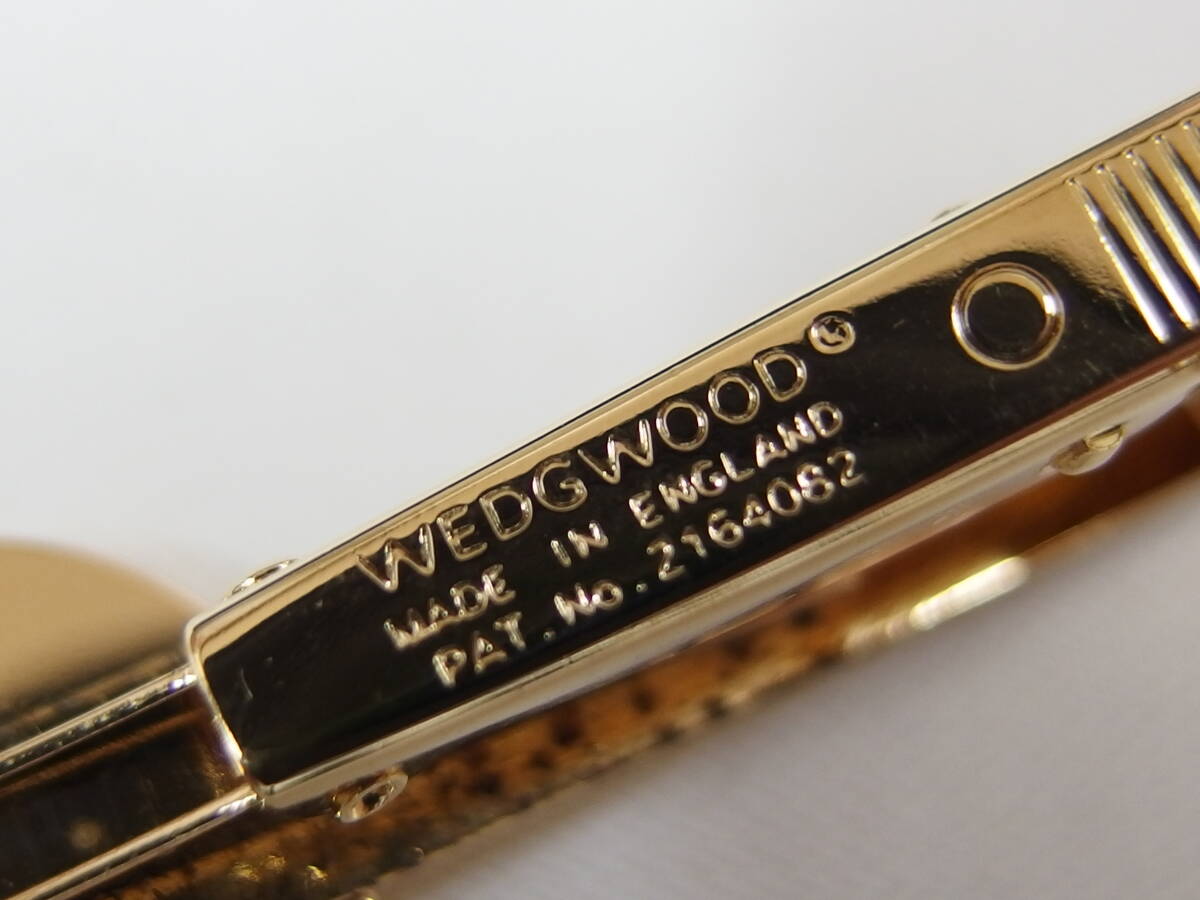 WEDGWOOD®
MADE IN ENGLAND
PAT. No. 2164082